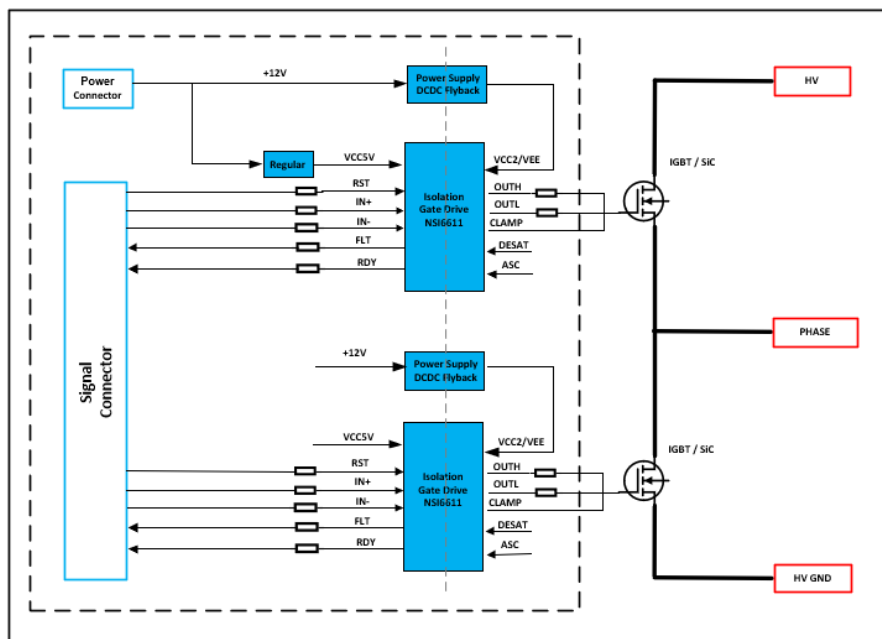 Power
Connector
+12V
Power Supply
DCDC Flyback
HV
Regular
VCC5V
VCC2/VEE
IGBT / SiC
RST
IN+
IN-
FLT
RDY
Isolation
Gate Drive
NSI6611
OUTH
OUTL
CLAMP
DESAT
ASC
Signal
Connector
PHASE
+12V
Power Supply
DCDC Flyback
VCC5V
VCC2/VEE
IGBT / SiC
RST
IN+
IN-
FLT
RDY
Isolation
Gate Drive
NSI6611
OUTH
OUTL
CLAMP
DESAT
ASC
HV GND